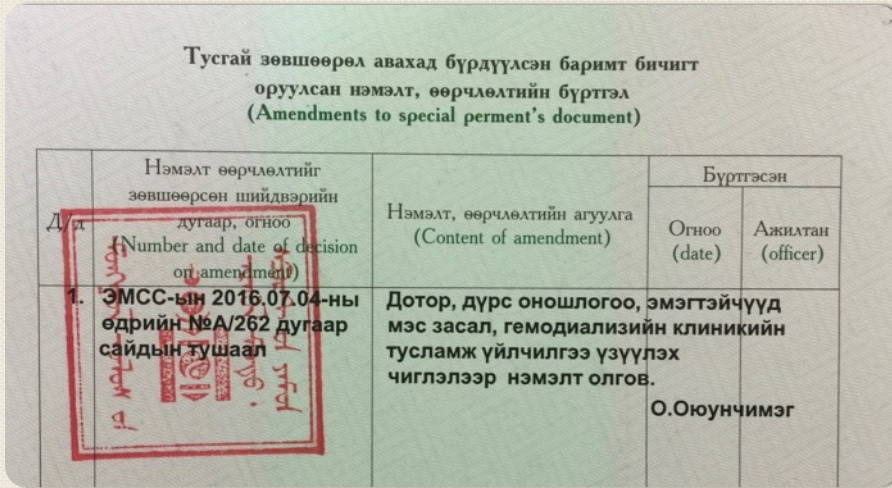 Тусгай зөвшөөрөл авахад бүрдүүлсэн баримт бичигт
оруулсан нэмэлт, өөрчлөлтийн бүртгэл
(Amendments to special perment's document)
Д/д
Нэмэлт өөрчлөлтийг
зөвшөөрсөн шийдвэрийн
дугаар, огноо
(Number and date of decision
on amendment)
Нэмэлт, өөрчлөлтийн агуулга
(Content of amendment)
Бүртгэсэн
Огноо
(date)
Ажилтан
(officer)
1. ЭМСС-ын 2016.07.04-ны
өдрийн №А/262 дугаар
сайдын тушаал
Дотор, дүрс оношлогоо, эмэгтэйчүүд
мэс засал, гемодиализийн клиникийн
тусламж үйлчилгээ үзүүлэх
чиглэлээр нэмэлт олгов.
О.Оюунчимэг